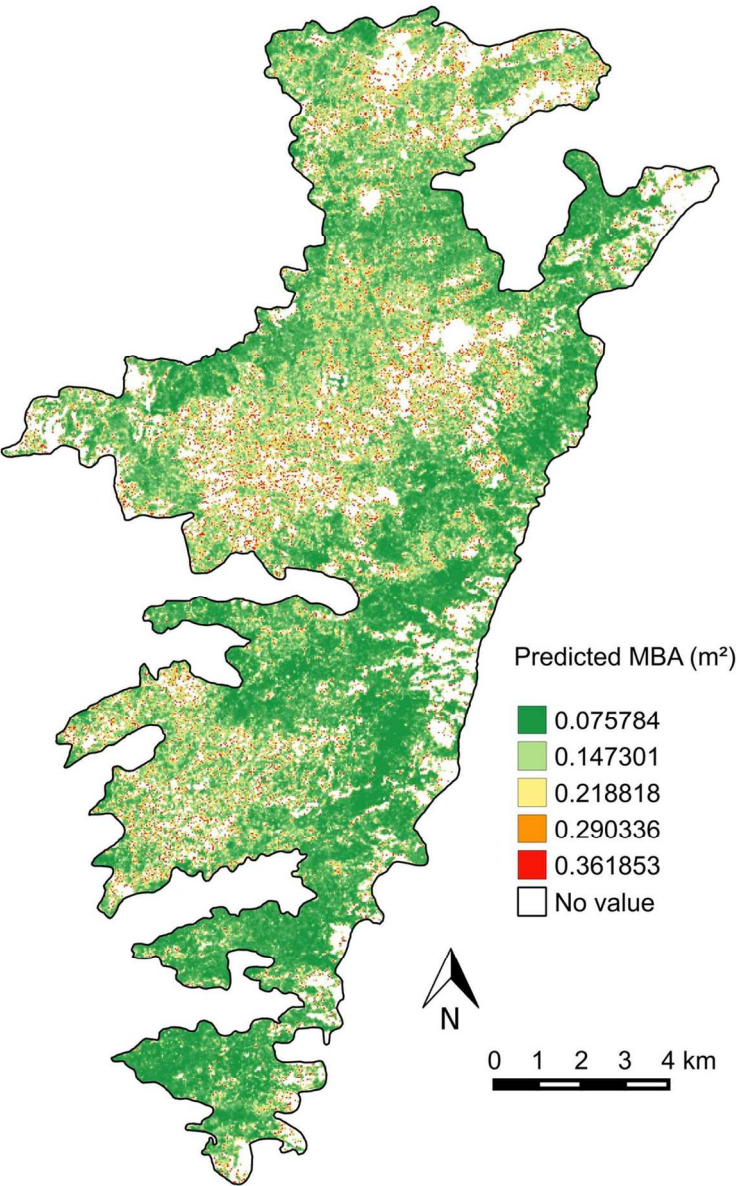 Predicted MBA (m²)
0.075784
0.147301
0.218818
0.290336
0.361853
No value
N
0 1 2 3 4 km